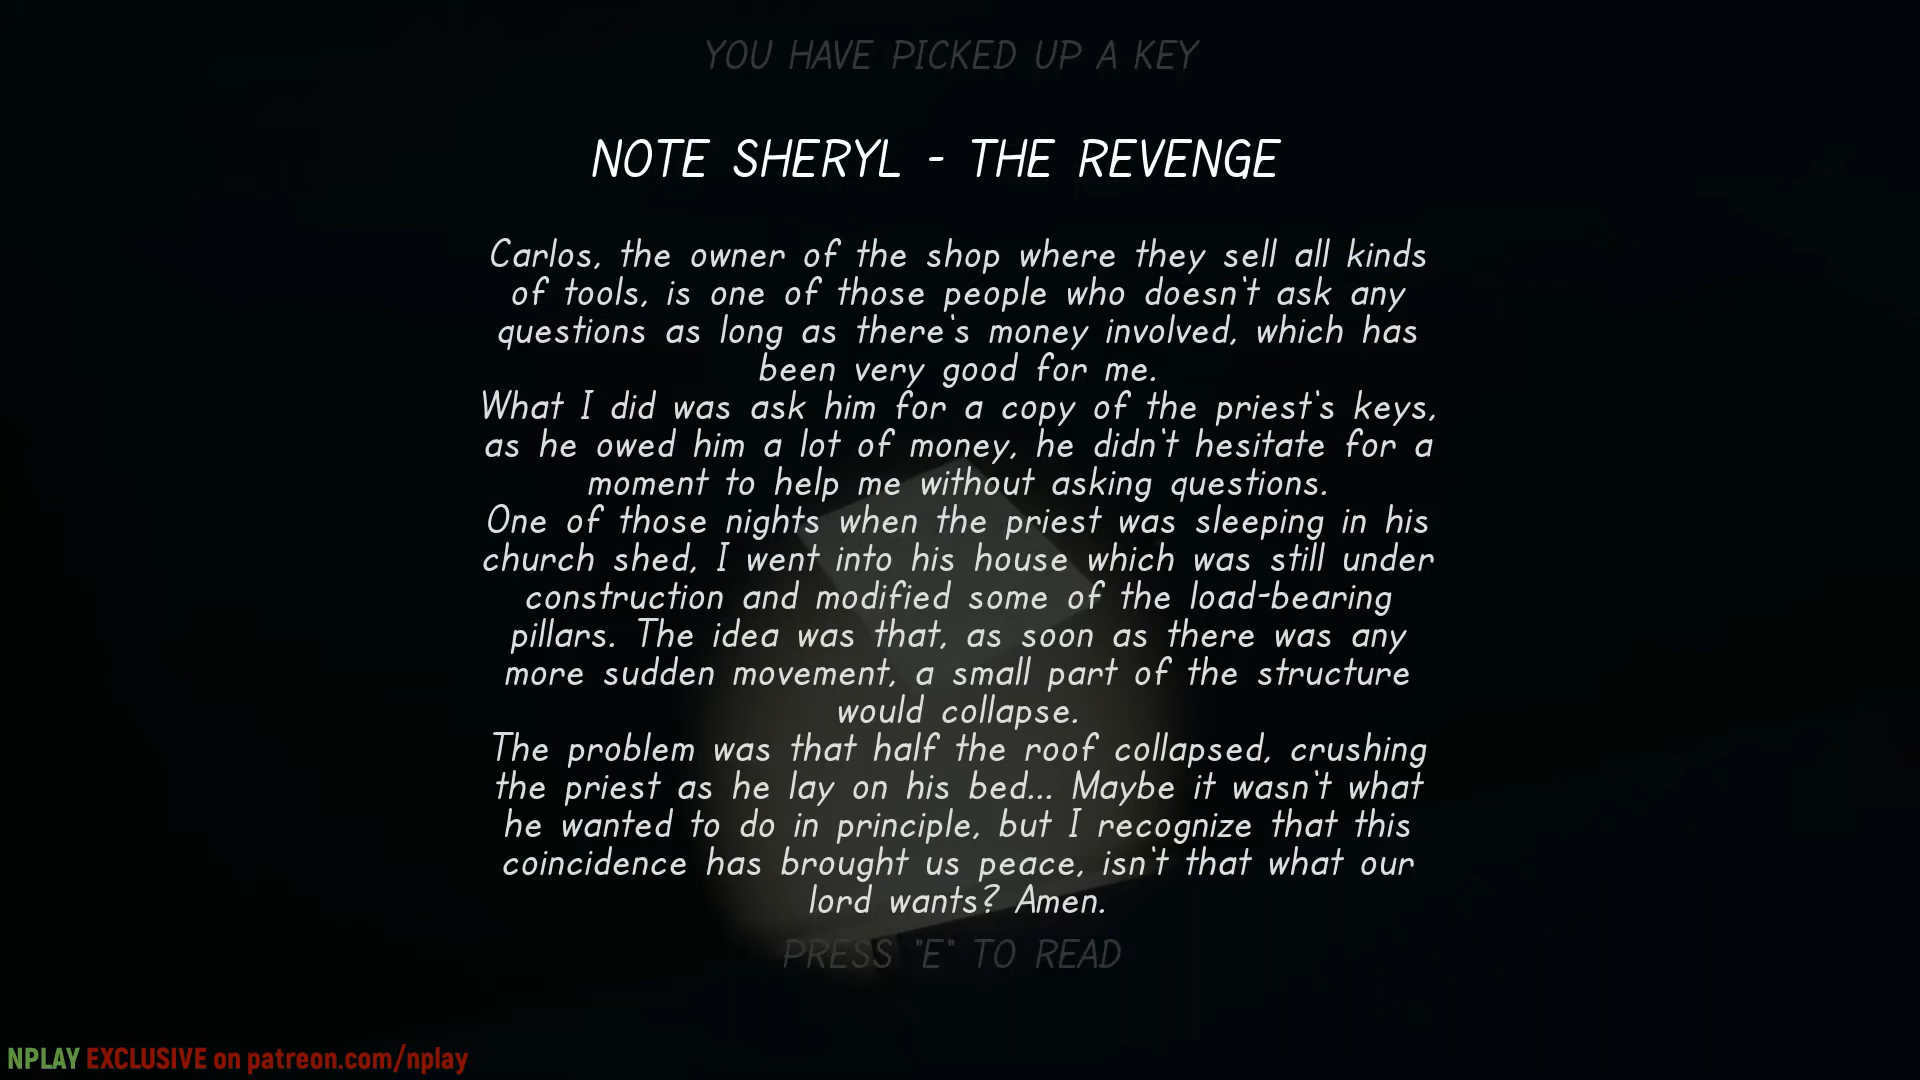 YOU HAVE PICKED UP A KEY
NOTE SHERYL - THE REVENGE
Carlos, the owner of the shop where they sell all kinds
of tools, is one of those people who doesn't ask any
questions as long as there's money involved, which has
been very good for me.
What I did was ask him for a copy of the priest's keys,
as he owed him a lot of money, he didn't hesitate for a
moment to help me without asking questions.
One of those nights when the priest was sleeping in his
church shed, I went into his house which was still under
construction and modified some of the load-bearing
pillars. The idea was that, as soon as there was any
more sudden movement, a small part of the structure
would collapse.
The problem was that half the roof collapsed, crushing
the priest as he lay on his bed... Maybe it wasn't what
he wanted to do in principle, but I recognize that this
coincidence has brought us peace, isn't that what our
lord wants? Amen.
PRESS "E" TO READ
NPLAY EXCLUSIVE on patreon.com/nplay